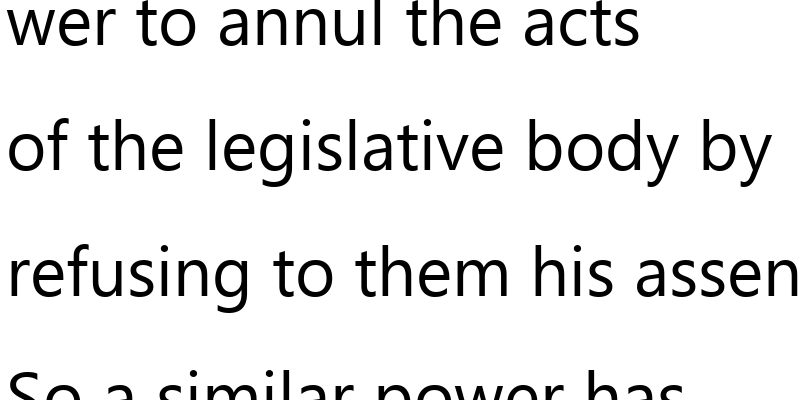 wer to annul the acts
of the legislative body by
refusing to them his assen
So a similar power has